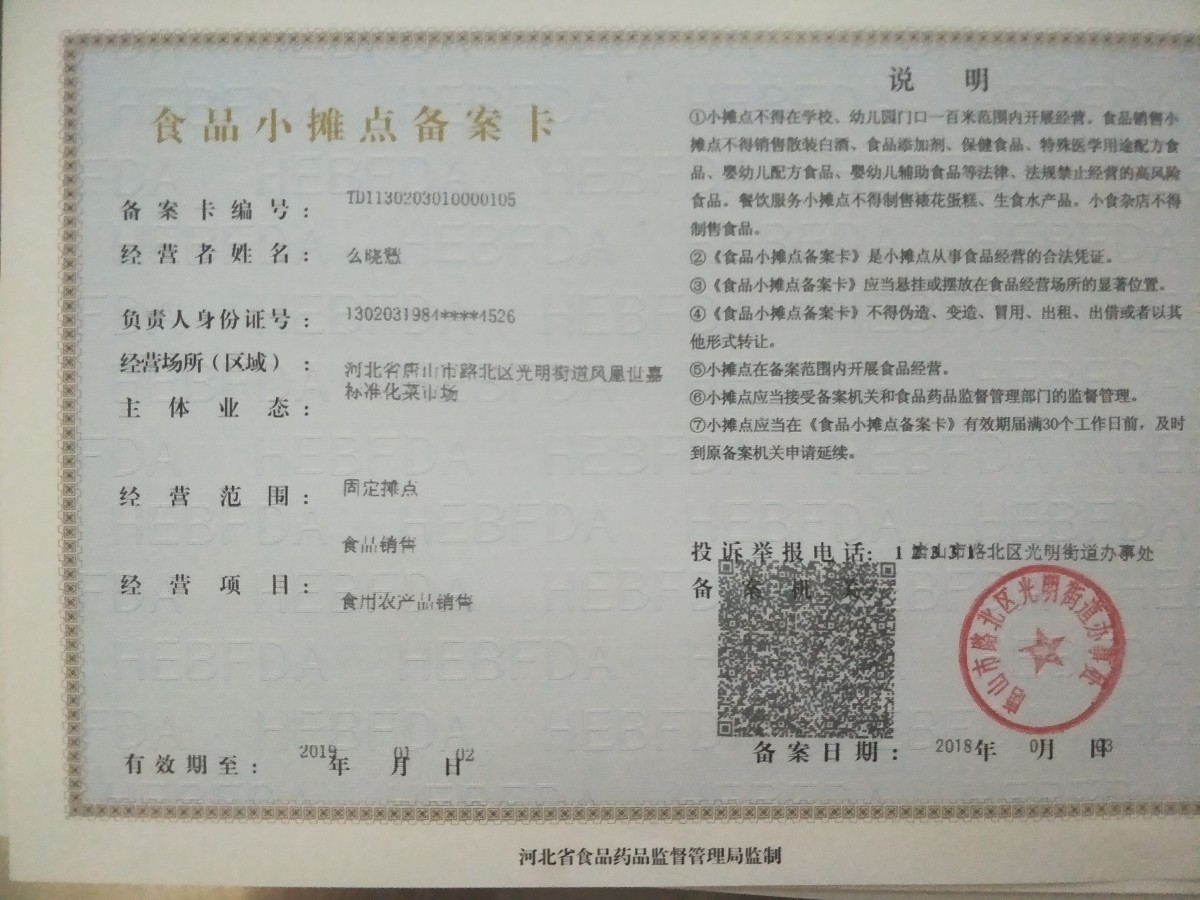 食品小摊点备案卡
备案卡编号： TD1130203010000105
经营者姓名： 么晓慧
负责人身份证号： 1302031984****4526
经营场所（区域）： 河北省唐山市路北区光明街道凤凰世嘉
标准化菜市场
主体业态：
固定摊点
经营范围：
食品销售
经营项目：
食用农产品销售
有效期至： 2019年 01月 02日
说 明
①小摊点不得在学校、幼儿园门口一百米范围内开展经营。食品销售小
摊点不得销售散装白酒、食品添加剂、保健食品、特殊医学用途配方食
品、婴幼儿配方食品、婴幼儿辅助食品等法律、法规禁止经营的高风险
食品。餐饮服务小摊点不得制售裱花蛋糕、生食水产品。小食杂店不得
制售食品。
②《食品小摊点备案卡》是小摊点从事食品经营的合法凭证。
③《食品小摊点备案卡》应当悬挂或摆放在食品经营场所的显著位置。
④《食品小摊点备案卡》不得伪造、变造、冒用、出租、出借或者以其
他形式转让。
⑤小摊点在备案范围内开展食品经营。
⑥小摊点应当接受备案机关和食品药品监督管理部门的监督管理。
⑦小摊点应当在《食品小摊点备案卡》有效期届满30个工作日前，及时
到原备案机关申请延续。
投诉举报电话：12331
唐山市路北区光明街道办事处
备案机关：
唐山市路北区光明街道办事处
备案日期： 2018年 月 日
河北省食品药品监督管理局监制